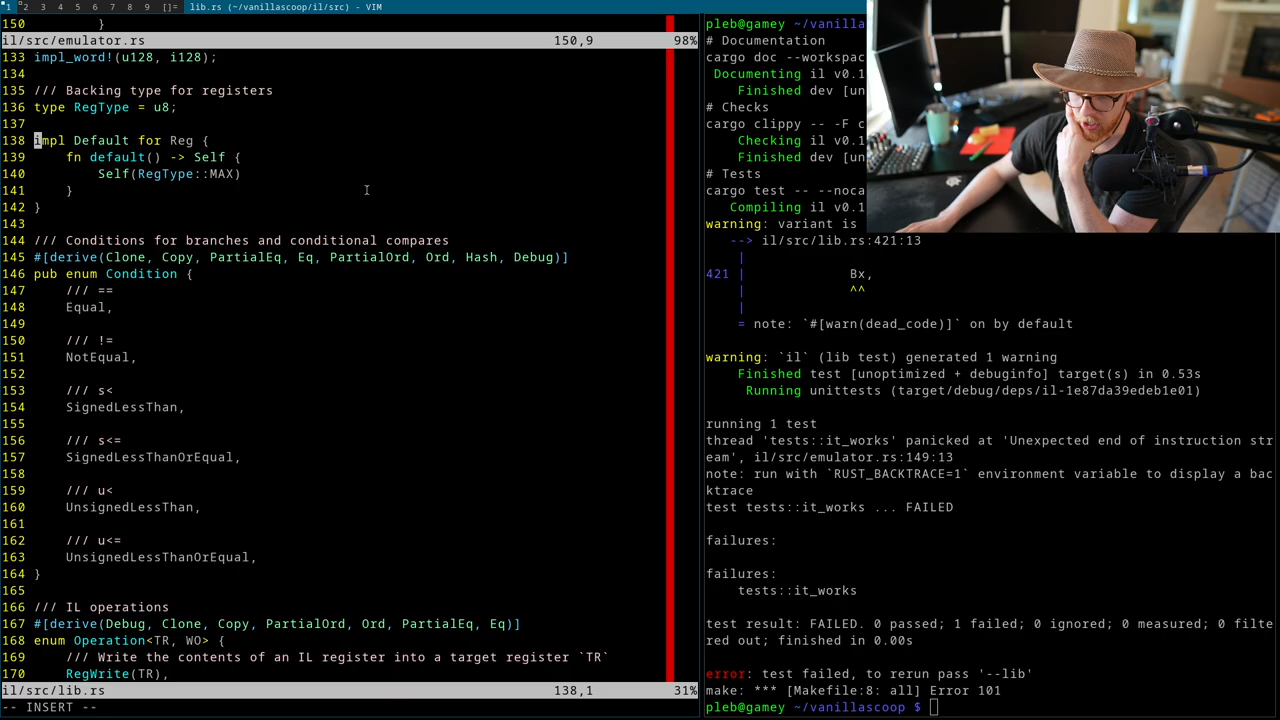 1 2 3 4 5 6 7 8 9 []= lib.rs (~/vanillascoop/il/src) - VIM
150         }
il/src/emulator.rs 150,9 98%
133 impl_word!(u128, i128);
134
135 /// Backing type for registers
136 type RegType = u8;
137
138 impl Default for Reg {
139     fn default() -> Self {
140         Self(RegType::MAX)
141     }
142 }
143
144 /// Conditions for branches and conditional compares
145 #[derive(Clone, Copy, PartialEq, Eq, PartialOrd, Ord, Hash, Debug)]
146 pub enum Condition {
147     /// ==
148     Equal,
149
150     /// !=
151     NotEqual,
152
153     /// s<
154     SignedLessThan,
155
156     /// s<=
157     SignedLessThanOrEqual,
158
159     /// u<
160     UnsignedLessThan,
161
162     /// u<=
163     UnsignedLessThanOrEqual,
164 }
165
166 /// IL operations
167 #[derive(Debug, Clone, Copy, PartialOrd, Ord, PartialEq, Eq)]
168 enum Operation<TR, WO> {
169     /// Write the contents of an IL register into a target register `TR`
170     RegWrite(TR),
il/src/lib.rs 138,1 31%
-- INSERT --
pleb@gamey ~/vanilla
# Documentation
cargo doc --workspac
Documenting il v0.1
Finished dev [un
# Checks
cargo clippy -- -F c
Checking il v0.1
Finished dev [un
# Tests
cargo test -- --noca
Compiling il v0.1
warning: variant is
--> il/src/lib.rs:421:13
|
421 |             Bx,
|             ^^
|
= note: `#[warn(dead_code)]` on by default
warning: `il` (lib test) generated 1 warning
Finished test [unoptimized + debuginfo] target(s) in 0.53s
Running unittests (target/debug/deps/il-1e87da39edeb1e01)
running 1 test
thread 'tests::it_works' panicked at 'Unexpected end of instruction str
eam', il/src/emulator.rs:149:13
note: run with `RUST_BACKTRACE=1` environment variable to display a bac
ktrace
test tests::it_works ... FAILED
failures:
failures:
tests::it_works
test result: FAILED. 0 passed; 1 failed; 0 ignored; 0 measured; 0 filte
red out; finished in 0.00s
error: test failed, to rerun pass '--lib'
make: *** [Makefile:8: all] Error 101
pleb@gamey ~/vanillascoop $